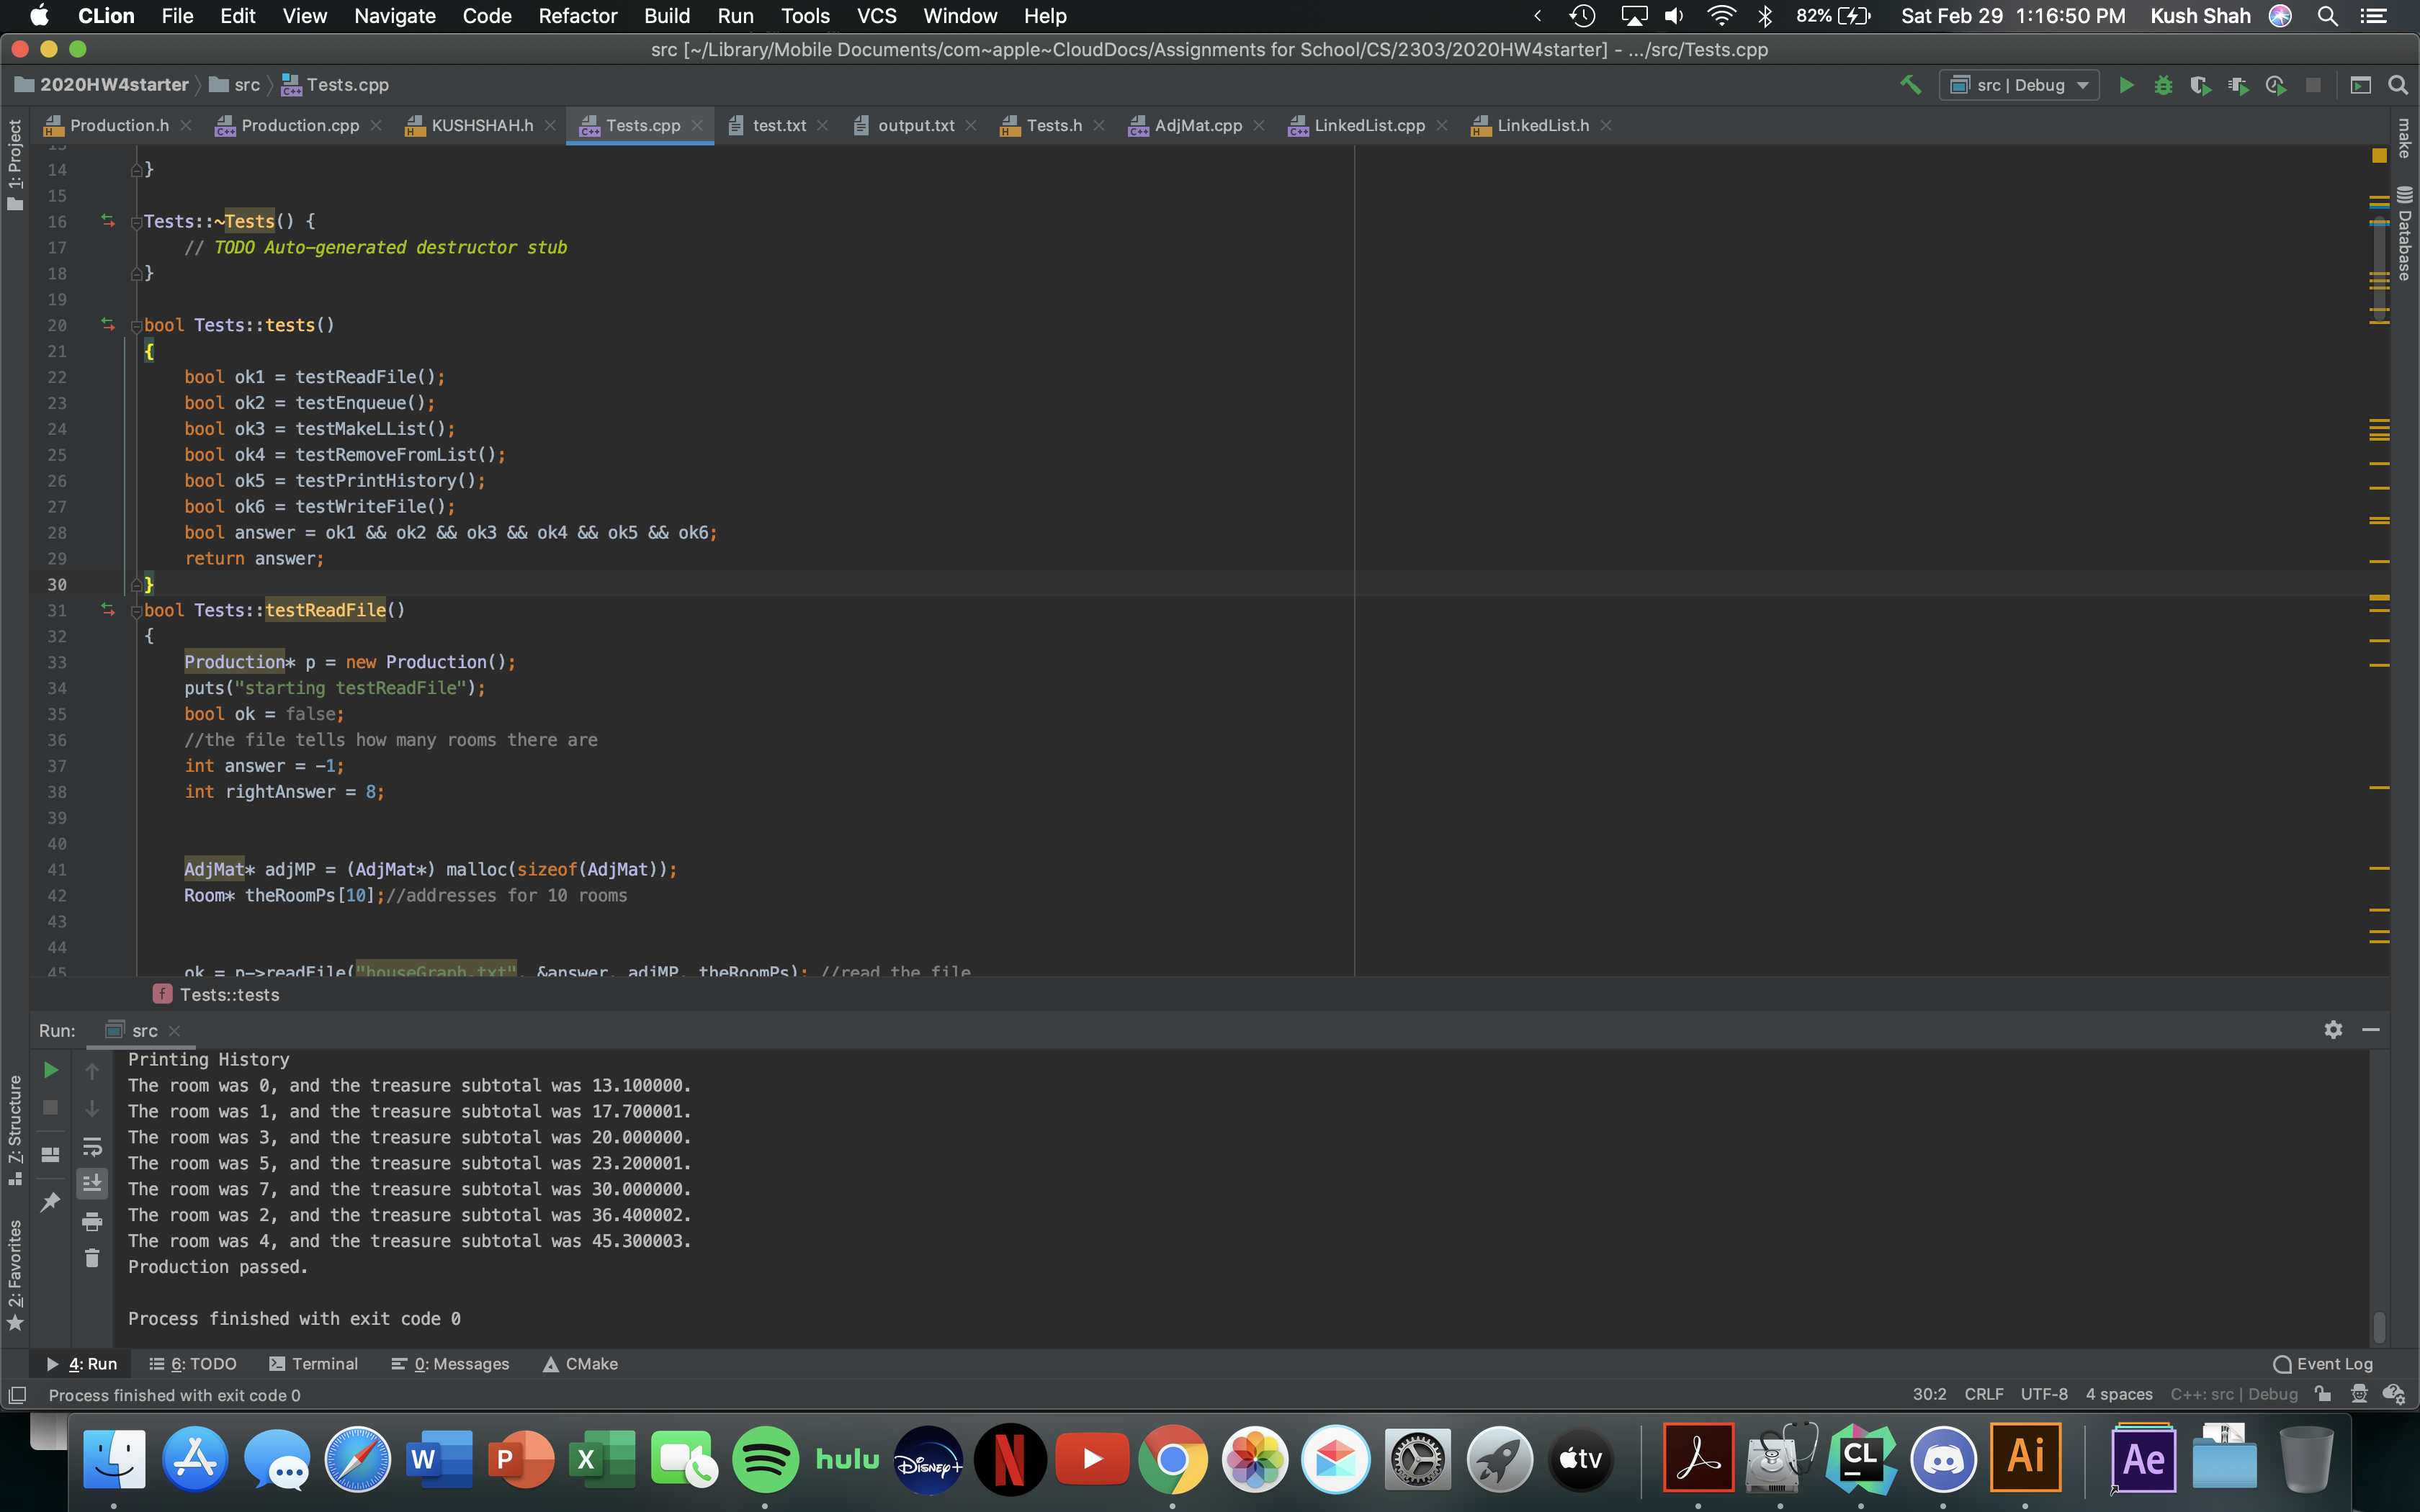 CLion File Edit View Navigate Code Refactor Build Run Tools VCS Window Help 82% Sat Feb 29 1:16:50 PM Kush Shah
src [~/Library/Mobile Documents/com~apple~CloudDocs/Assignments for School/CS/2303/2020HW4starter] - .../src/Tests.cpp
2020HW4starter src Tests.cpp src | Debug
Production.h Production.cpp KUSHSHAH.h Tests.cpp test.txt output.txt Tests.h AdjMat.cpp LinkedList.cpp LinkedList.h
1: Project
make
Database
13
14 }
15
16 Tests::~Tests() {
17 // TODO Auto-generated destructor stub
18 }
19
20 bool Tests::tests()
21 {
22 bool ok1 = testReadFile();
23 bool ok2 = testEnqueue();
24 bool ok3 = testMakeLList();
25 bool ok4 = testRemoveFromList();
26 bool ok5 = testPrintHistory();
27 bool ok6 = testWriteFile();
28 bool answer = ok1 && ok2 && ok3 && ok4 && ok5 && ok6;
29 return answer;
30 }
31 bool Tests::testReadFile()
32 {
33 Production* p = new Production();
34 puts("starting testReadFile");
35 bool ok = false;
36 //the file tells how many rooms there are
37 int answer = -1;
38 int rightAnswer = 8;
39
40
41 AdjMat* adjMP = (AdjMat*) malloc(sizeof(AdjMat));
42 Room* theRoomPs[10];//addresses for 10 rooms
43
44
45 ok = p->readFile("houseGraph.txt", &answer, adjMP, theRoomPs); //read the file
f Tests::tests
Run: src
Printing History
The room was 0, and the treasure subtotal was 13.100000.
The room was 1, and the treasure subtotal was 17.700001.
The room was 3, and the treasure subtotal was 20.000000.
The room was 5, and the treasure subtotal was 23.200001.
The room was 7, and the treasure subtotal was 30.000000.
The room was 2, and the treasure subtotal was 36.400002.
The room was 4, and the treasure subtotal was 45.300003.
Production passed.
Process finished with exit code 0
Z: Structure
2: Favorites
4: Run 6: TODO Terminal 0: Messages CMake Event Log
Process finished with exit code 0 30:2 CRLF UTF-8 4 spaces C++: src | Debug
W P X hulu Disney+ N tv CL Ai Ae